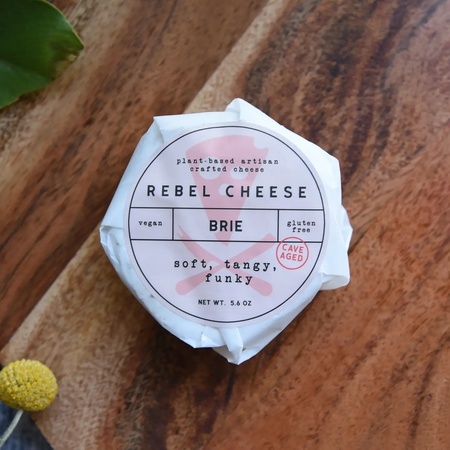 plant-based artisan
crafted cheese
REBEL CHEESE
vegan
BRIE
gluten
free
CAVE
AGED
soft, tangy,
funky
NET WT. 5.6 OZ